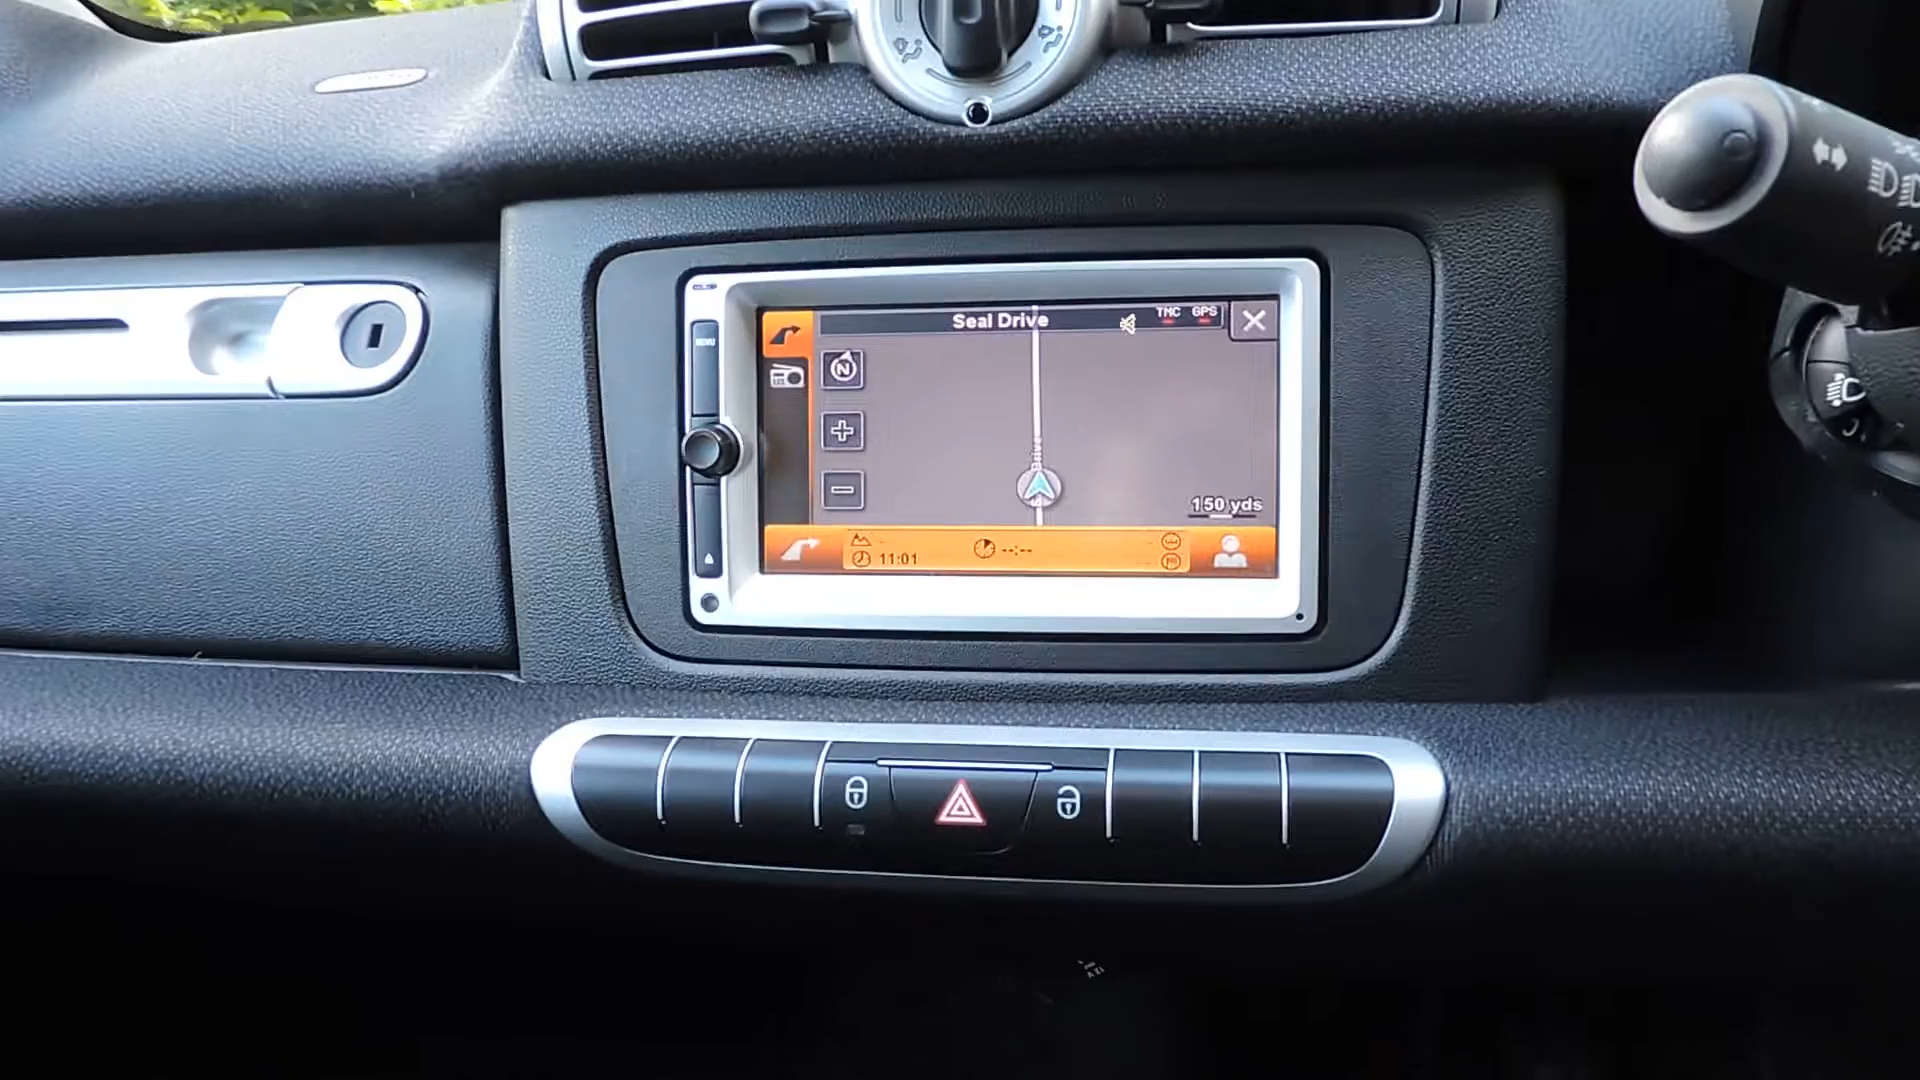 MENU
Seal Drive
TMC GPS
N
150 yds
11:01
--:--